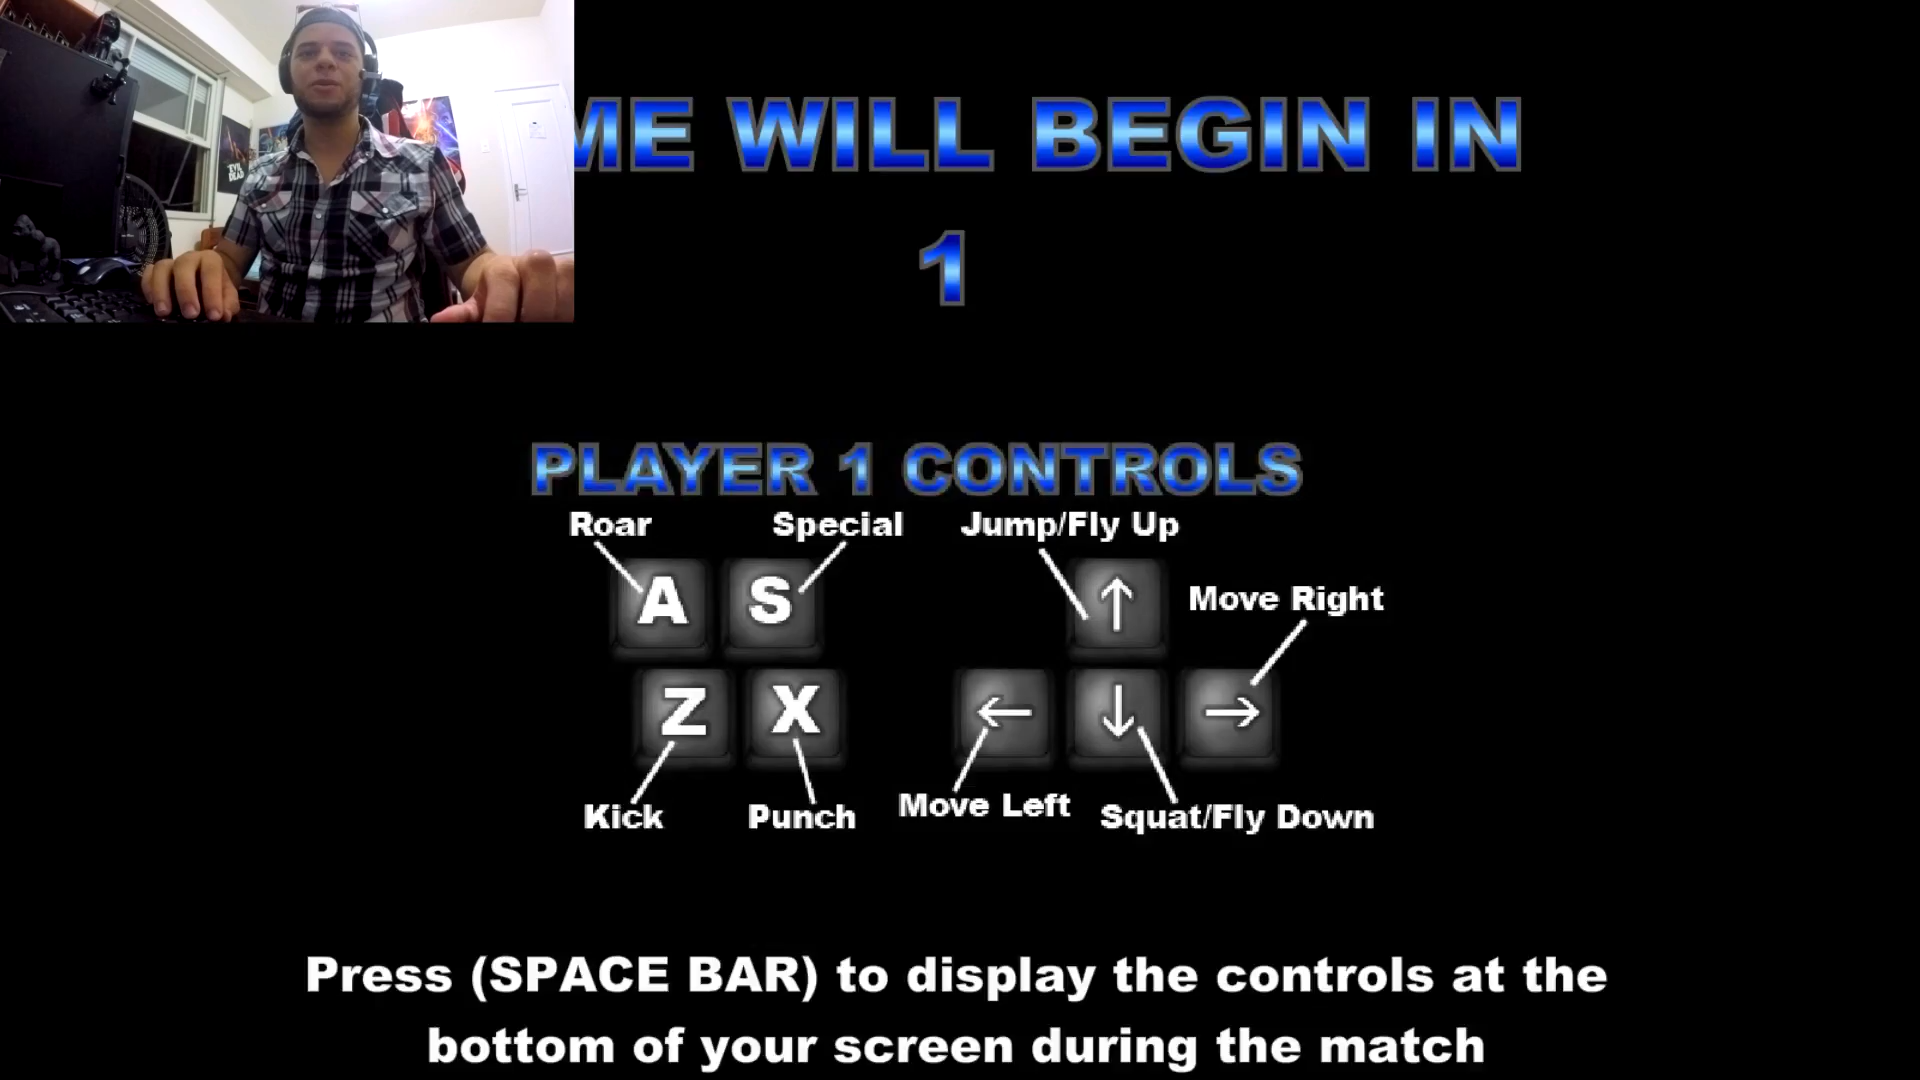 ME WILL BEGIN IN
1
PLAYER 1 CONTROLS
Roar Special Jump/Fly Up
A S ↑ Move Right
Z X ← ↓ →
Kick Punch Move Left Squat/Fly Down
Press (SPACE BAR) to display the controls at the
bottom of your screen during the match
EVIL
DEAD